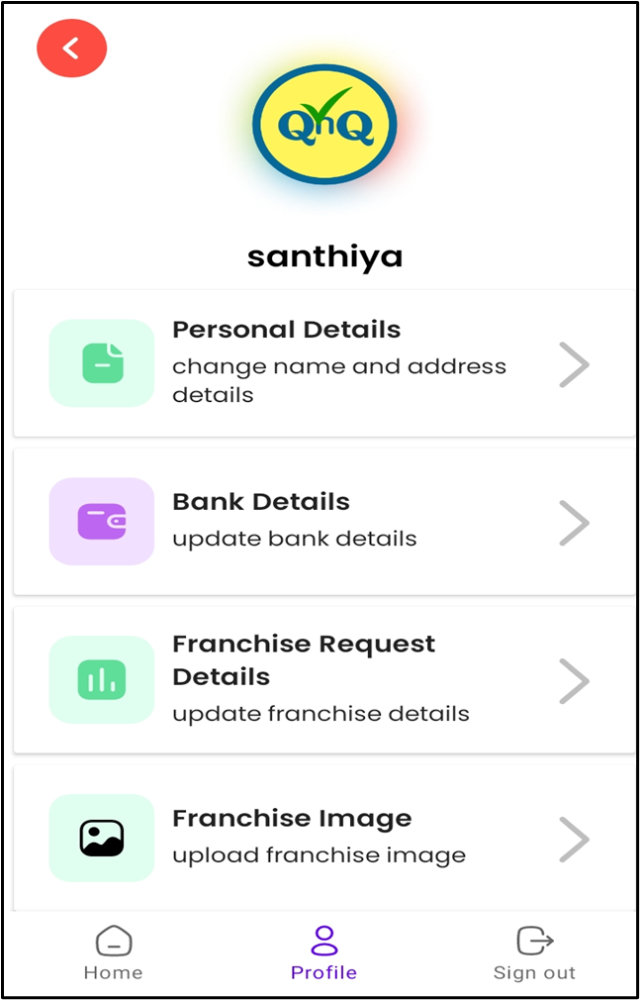 QnQ
santhiya
Personal Details
change name and address
details
Bank Details
update bank details
Franchise Request
Details
update franchise details
Franchise Image
upload franchise image
Home
Profile
Sign out